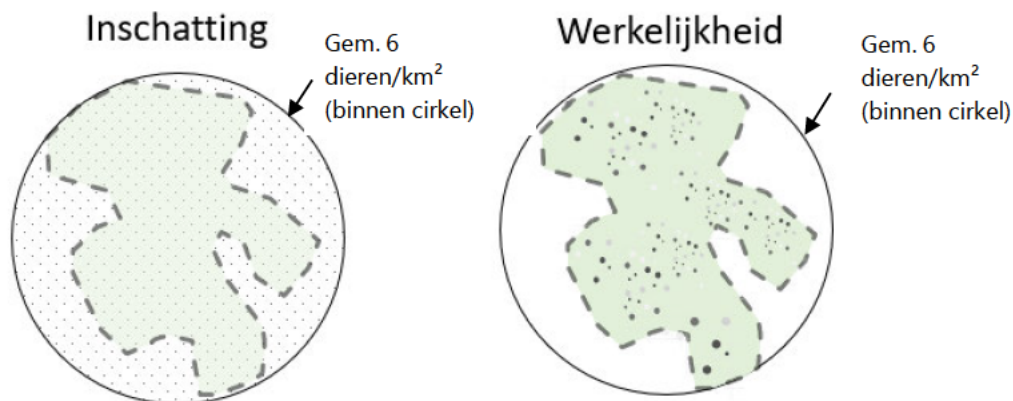 Inschatting
Gem. 6
dieren/km²
(binnen cirkel)
Werkelijkheid
Gem. 6
dieren/km²
(binnen cirkel)